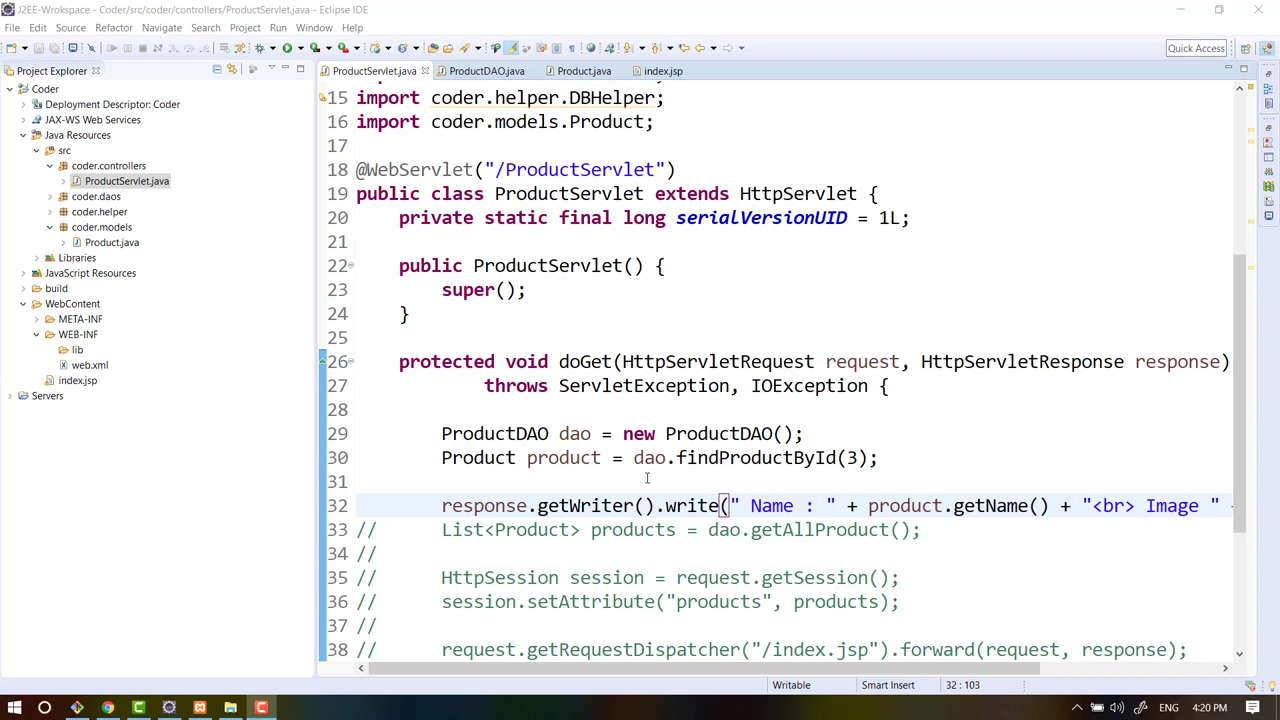 J2EE-Wrokspace - Coder/src/coder/controllers/ProductServlet.java - Eclipse IDE
File Edit Source Refactor Navigate Search Project Run Window Help
Quick Access
Project Explorer
ProductServlet.java
ProductDAO.java
Product.java
index.jsp
Coder
Deployment Descriptor: Coder
JAX-WS Web Services
Java Resources
src
coder.controllers
ProductServlet.java
coder.daos
coder.helper
coder.models
Product.java
Libraries
JavaScript Resources
build
WebContent
META-INF
WEB-INF
lib
web.xml
index.jsp
Servers
15 import coder.helper.DBHelper;
16 import coder.models.Product;
17
18 @WebServlet("/ProductServlet")
19 public class ProductServlet extends HttpServlet {
20 private static final long serialVersionUID = 1L;
21
22 public ProductServlet() {
23 super();
24 }
25
26 protected void doGet(HttpServletRequest request, HttpServletResponse response)
27 throws ServletException, IOException {
28
29 ProductDAO dao = new ProductDAO();
30 Product product = dao.findProductById(3);
31
32 response.getWriter().write(" Name : " + product.getName() + "<br> Image "
33 // List<Product> products = dao.getAllProduct();
34 //
35 // HttpSession session = request.getSession();
36 // session.setAttribute("products", products);
37 //
38 // request.getRequestDispatcher("/index.jsp").forward(request, response);
Writable
Smart Insert
32 : 103
ENG
4:20 PM